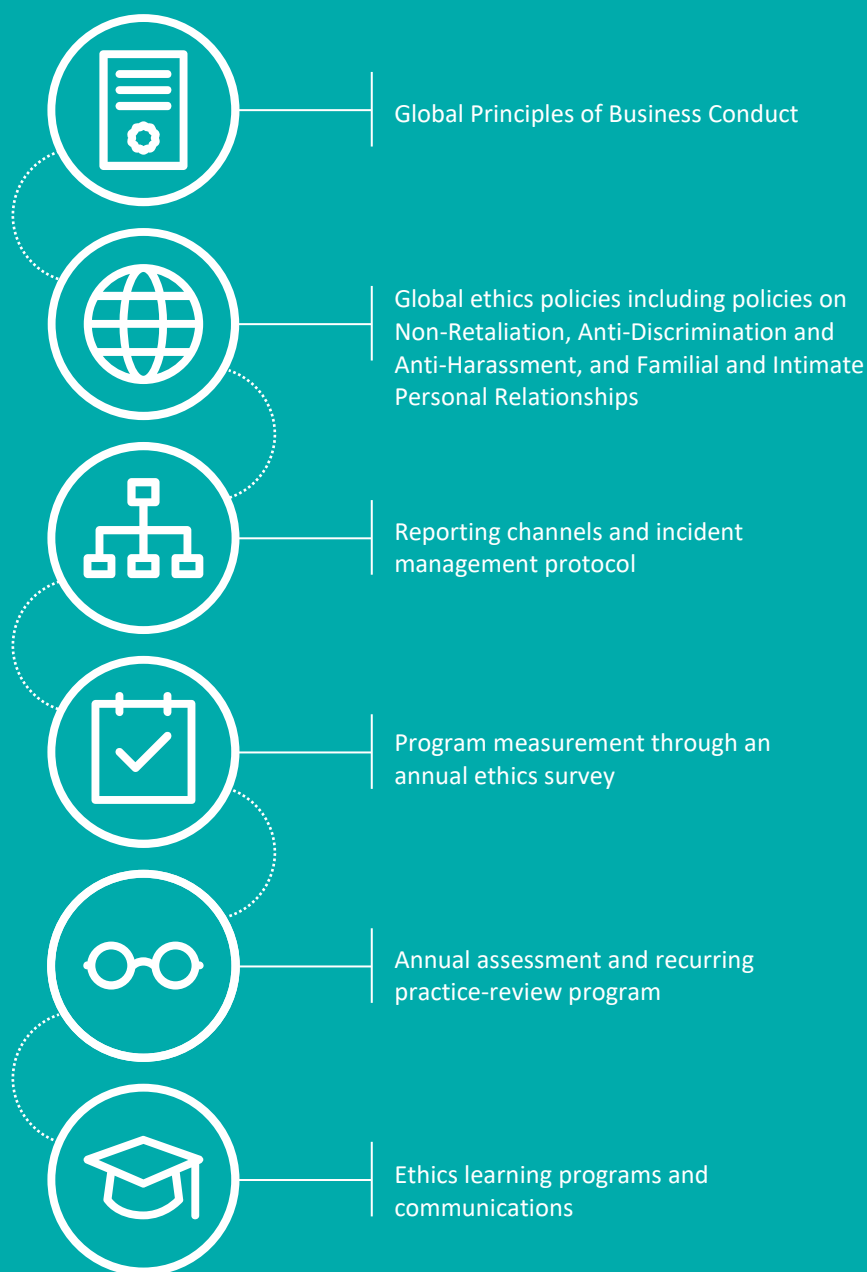 Global Principles of Business Conduct
Global ethics policies including policies on
Non-Retaliation, Anti-Discrimination and
Anti-Harassment, and Familial and Intimate
Personal Relationships
Reporting channels and incident
management protocol
Program measurement through an
annual ethics survey
Annual assessment and recurring
practice-review program
Ethics learning programs and
communications